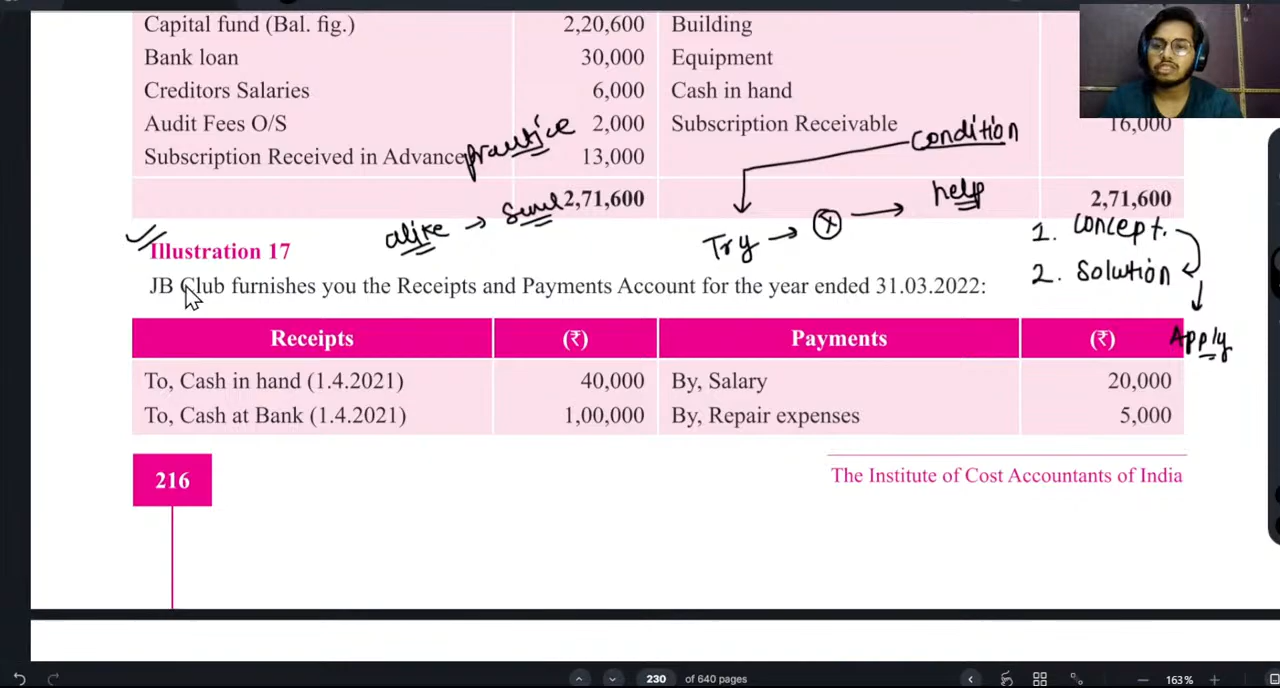 Capital fund (Bal. fig.) 2,20,600 Building
Bank loan 30,000 Equipment
Creditors Salaries 6,000 Cash in hand
Audit Fees O/S 2,000 Subscription Receivable 16,000
Subscription Received in Advance 13,000
practice
condition
2,71,600 2,71,600
alike → Sum
Try → x → help
1. Concept.
2. Solution
Apply
Illustration 17
JB Club furnishes you the Receipts and Payments Account for the year ended 31.03.2022:
Receipts (₹) Payments (₹)
To, Cash in hand (1.4.2021) 40,000 By, Salary 20,000
To, Cash at Bank (1.4.2021) 1,00,000 By, Repair expenses 5,000
216
The Institute of Cost Accountants of India
230 of 640 pages
163%